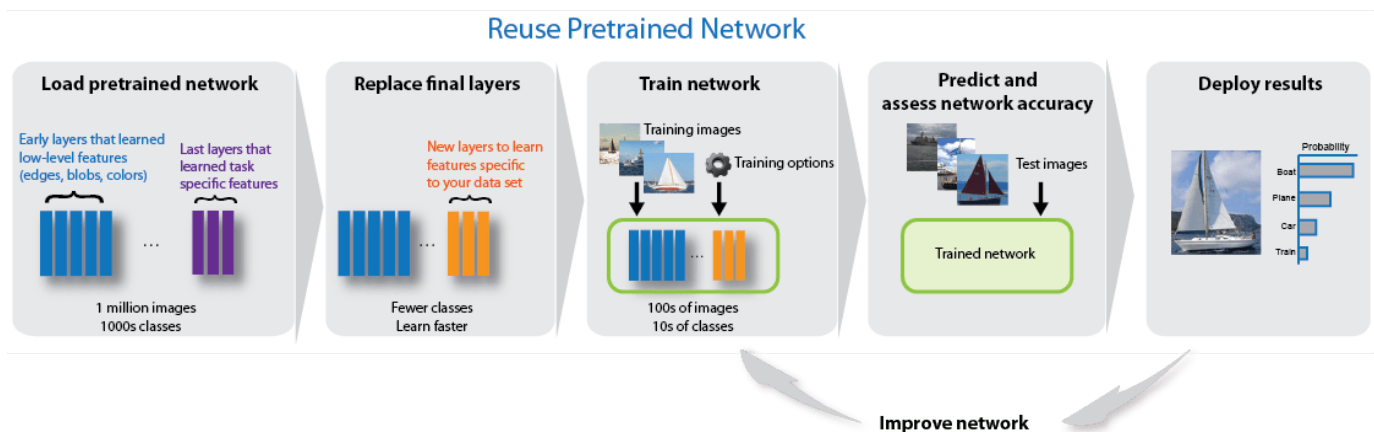 Reuse Pretrained Network
Load pretrained network
Early layers that learned
low-level features
(edges, blobs, colors)
Last layers that
learned task
specific features
...
1 million images
1000s classes
Replace final layers
New layers to learn
features specific
to your data set
...
Fewer classes
Learn faster
Train network
Training images
Training options
...
100s of images
10s of classes
Predict and
assess network accuracy
Test images
Trained network
Deploy results
Probability
Boat
Plane
Car
Train
Improve network